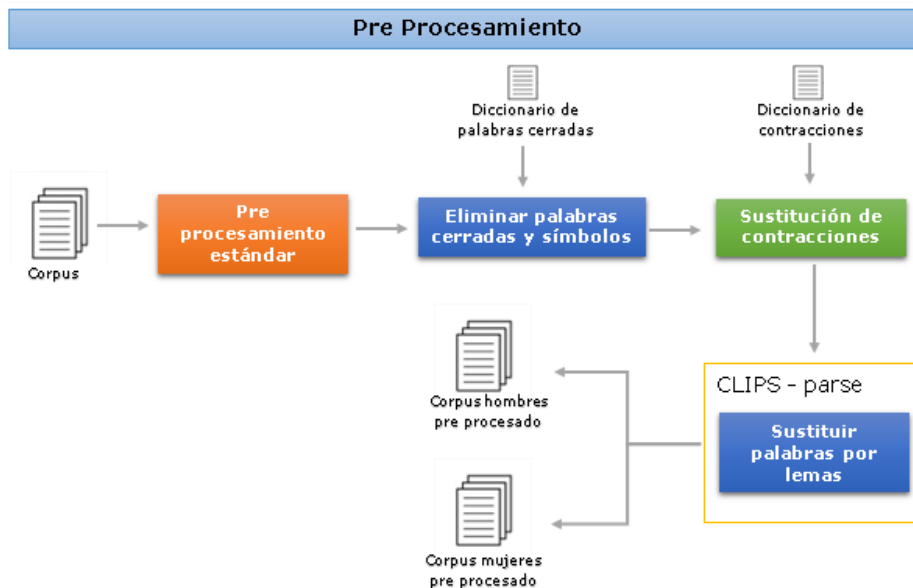 Pre Procesamiento
Diccionario de
palabras cerradas
Diccionario de
contracciones
Corpus
Pre
procesamiento
estándar
Eliminar palabras
cerradas y símbolos
Sustitución de
contracciones
Corpus hombres
pre procesado
CLIPS - parse
Sustituir
palabras por
lemas
Corpus mujeres
pre procesado